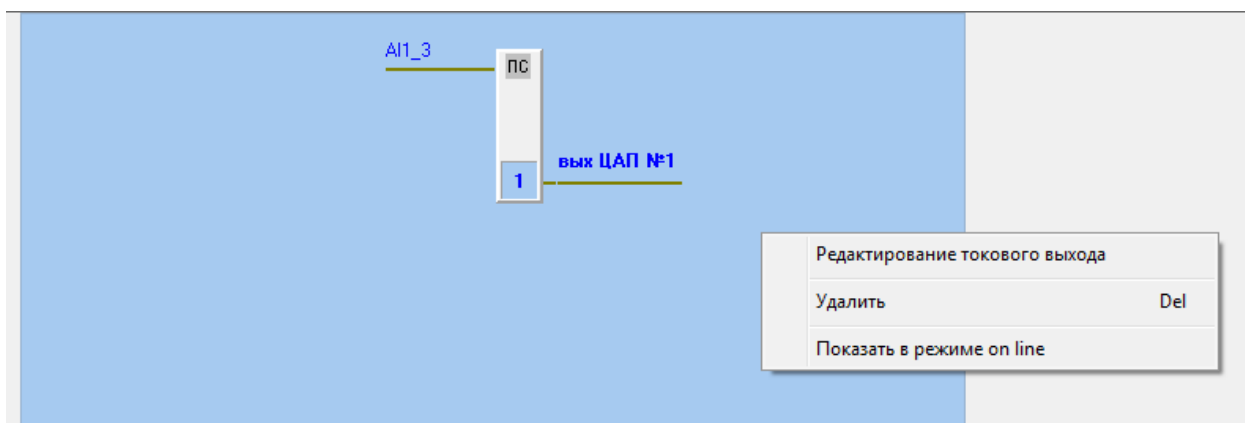 AI1_3
ПС
вых ЦАП №1
1
Редактирование токового выхода
Удалить Del
Показать в режиме on line